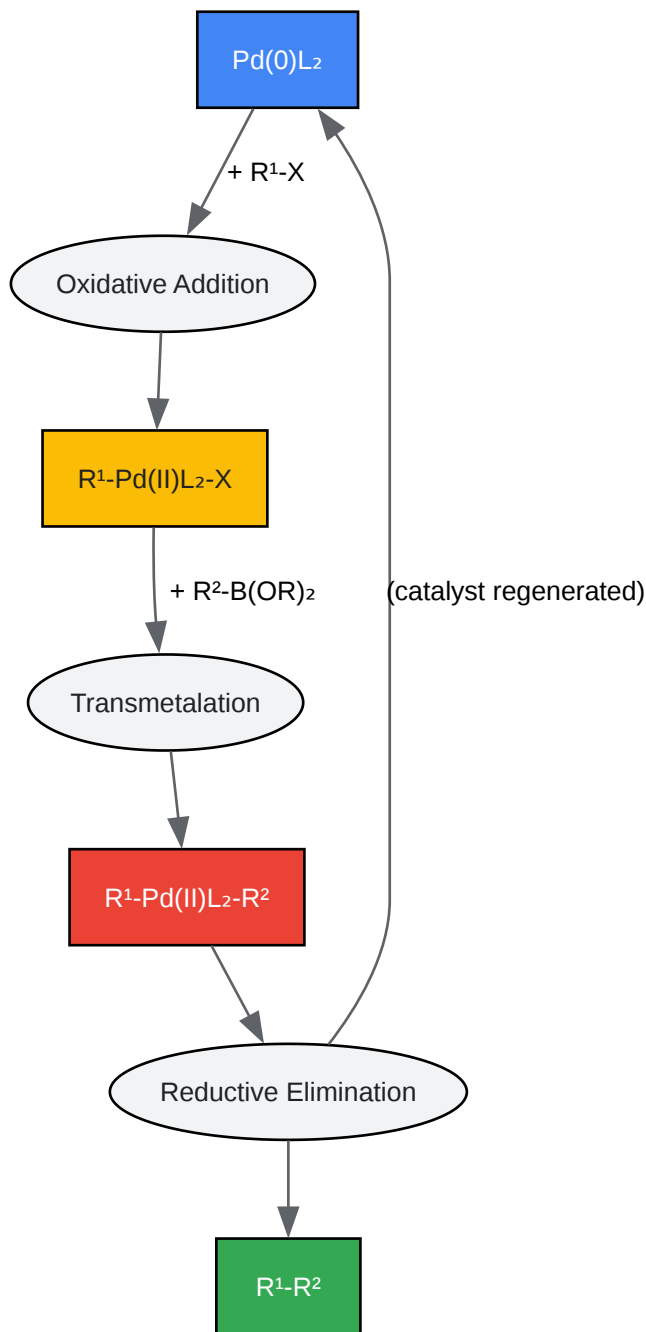 Pd(0)L₂
+ R¹-X
Oxidative Addition
R¹-Pd(II)L₂-X
+ R²-B(OR)₂
(catalyst regenerated)
Transmetalation
R¹-Pd(II)L₂-R²
Reductive Elimination
R¹-R²